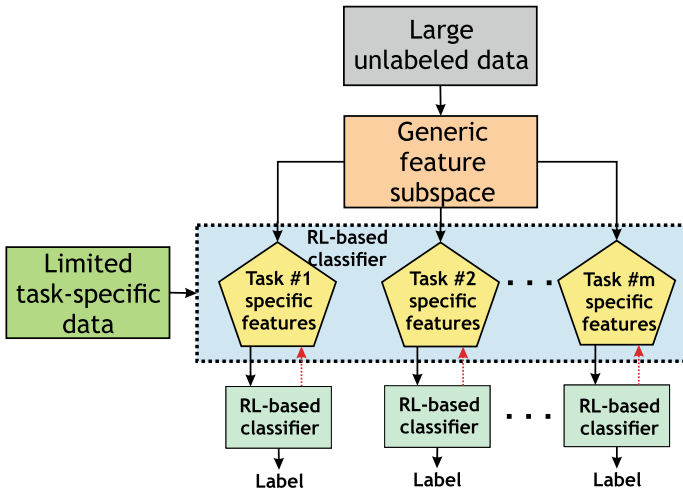 Large
unlabeled data
Generic
feature
subspace
RL-based
classifier
Limited
task-specific
data
Task #1
specific
features
Task #2
specific
features
. . .
Task #m
specific
features
RL-based
classifier
RL-based
classifier
. . .
RL-based
classifier
Label
Label
Label